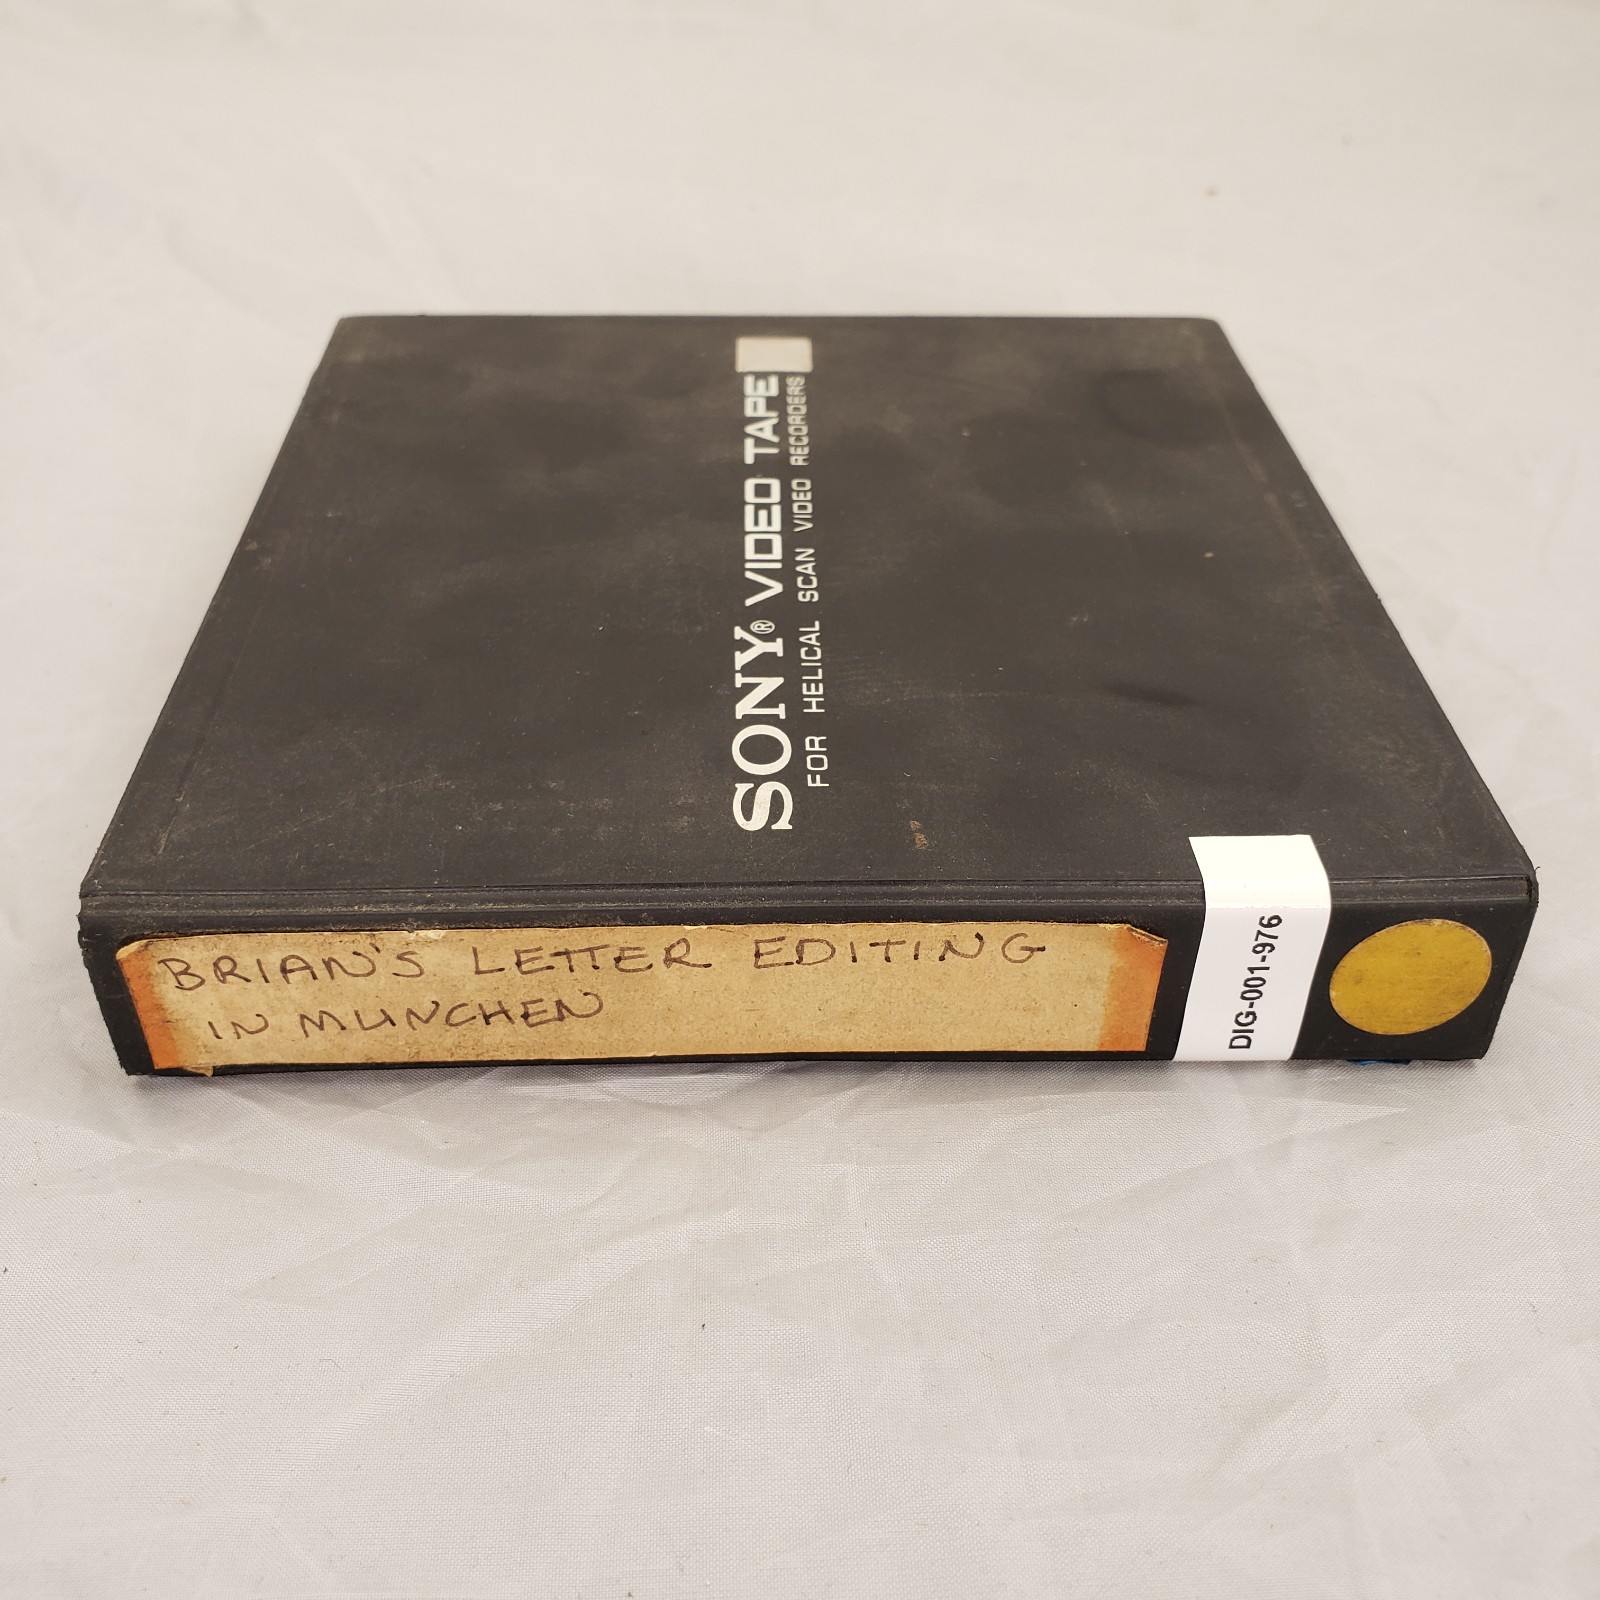 SONY® VIDEO TAPE
FOR HELICAL SCAN VIDEO RECORDERS
BRIAN'S LETTER EDITING
IN MUNCHEN
DIG-001-976